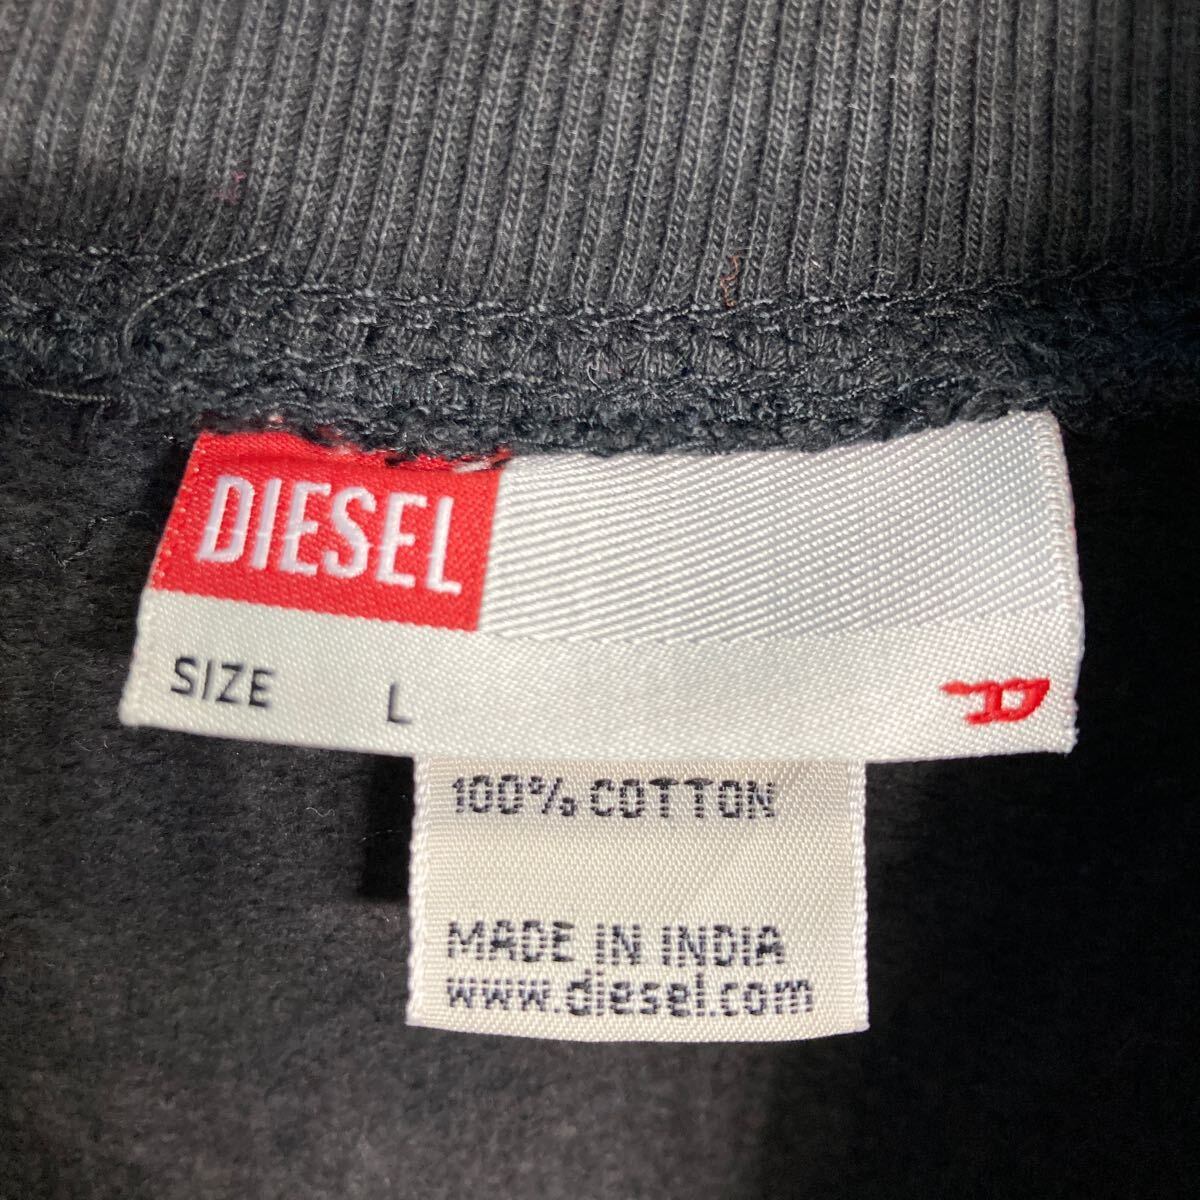 DIESEL
SIZE L
100% COTTON
MADE IN INDIA
www.diesel.com